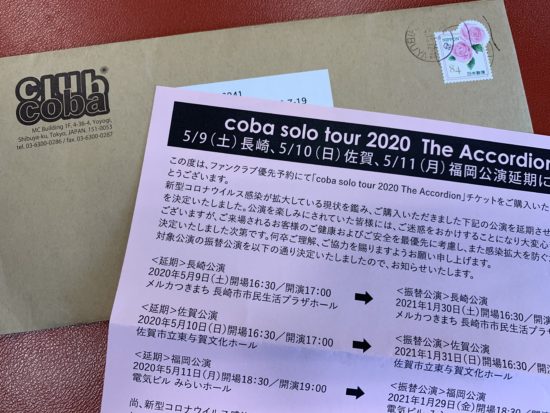 club
coba
MC Building 1F, 4-38-4, Yoyogi,
Shibuya-ku, Tokyo, JAPAN, 151-0053
tel. 03-6300-0286 / fax. 03-6300-0287
NIPPON
84
日本郵便
coba solo tour 2020 The Accordion
5/9（土）長崎、5/10（日）佐賀、5/11（月）福岡公演延期に
この度は、ファンクラブ優先予約にて「coba solo tour 2020 The Accordion」チケットをご購入いた
とうございます。
新型コロナウイルス感染が拡大している現状を鑑み、ご購入いただきました下記の公演を延期させ
を決定いたしました。公演を楽しみにされていた皆様には、ご迷惑をおかけすることになり大変心
ございますが、ご来場されるお客様のご健康およびご安全を最優先に考慮し、また感染拡大を防ぐ
決定いたしました次第です。何卒ご理解、ご協力を賜りますようお願い申し上げます。
対象公演の振替公演を以下の通り決定いたしましたので、お知らせいたします。
＜延期＞長崎公演
2020年5月9日（土）開場16:30／開演17:00
メルカつきまち 長崎市市民生活プラザホール
➡
＜振替公演＞長崎公演
2021年1月30日（土）開
メルカつきまち 長崎市市民
＜延期＞佐賀公演
2020年5月10日（日）開場16:30／開演17:00
佐賀市立東与賀文化ホール
➡
＜振替公演＞佐賀公演
2021年1月31日（日）開場
佐賀市立東与賀文化ホー
＜延期＞福岡公演
2020年5月11日（月）開場18:30／開演19:00
電気ビル みらいホール
➡
＜振替公演＞福岡公演
2021年1月29日（金）開場18:3
電気ビル みらい
尚、新型コロナウイルス感